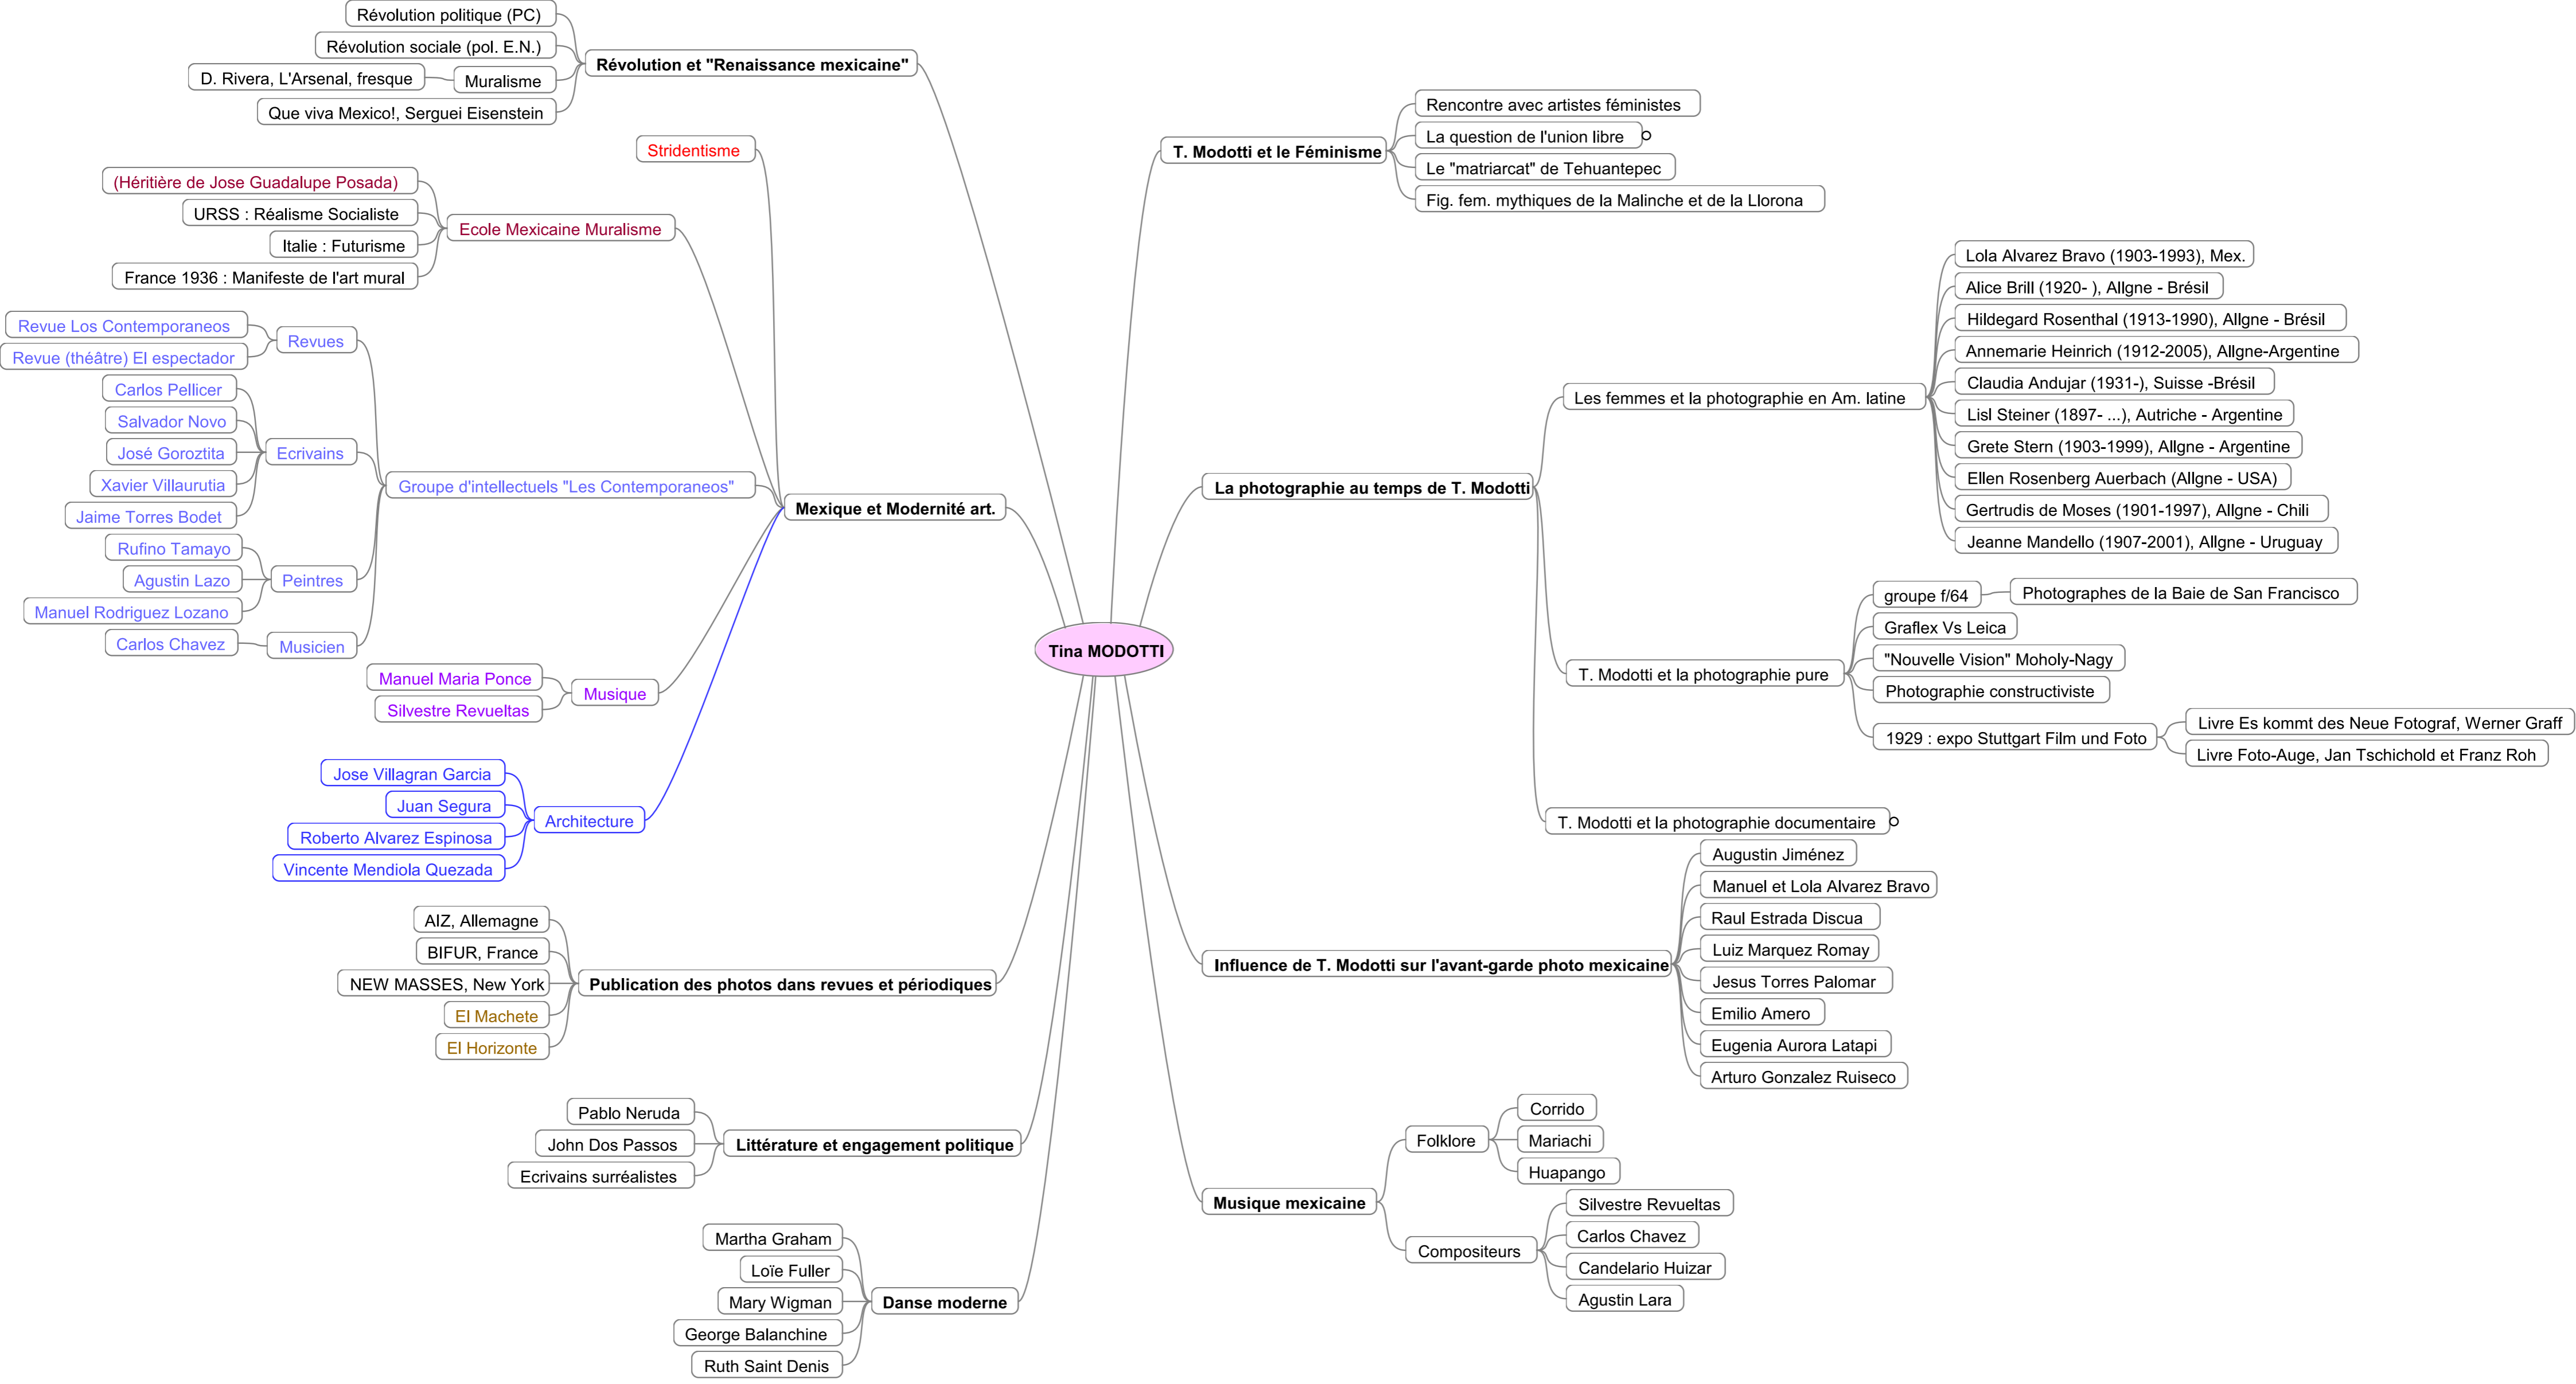 Tina MODOTTI
Révolution et "Renaissance mexicaine"
Révolution politique (PC)
Révolution sociale (pol. E.N.)
Muralisme
D. Rivera, L'Arsenal, fresque
Que viva Mexico!, Serguei Eisenstein
Mexique et Modernité art.
Stridentisme
Ecole Mexicaine Muralisme
(Héritière de Jose Guadalupe Posada)
URSS : Réalisme Socialiste
Italie : Futurisme
France 1936 : Manifeste de l'art mural
Groupe d'intellectuels "Les Contemporaneos"
Revues
Revue Los Contemporaneos
Revue (théâtre) El espectador
Ecrivains
Carlos Pellicer
Salvador Novo
José Goroztita
Xavier Villaurutia
Jaime Torres Bodet
Peintres
Rufino Tamayo
Agustin Lazo
Manuel Rodriguez Lozano
Musicien
Carlos Chavez
Musique
Manuel Maria Ponce
Silvestre Revueltas
Architecture
Jose Villagran Garcia
Juan Segura
Roberto Alvarez Espinosa
Vincente Mendiola Quezada
Publication des photos dans revues et périodiques
AIZ, Allemagne
BIFUR, France
NEW MASSES, New York
El Machete
El Horizonte
Littérature et engagement politique
Pablo Neruda
John Dos Passos
Ecrivains surréalistes
Danse moderne
Martha Graham
Loïe Fuller
Mary Wigman
George Balanchine
Ruth Saint Denis
T. Modotti et le Féminisme
Rencontre avec artistes féministes
La question de l'union libre
Le "matriarcat" de Tehuantepec
Fig. fem. mythiques de la Malinche et de la Llorona
La photographie au temps de T. Modotti
Les femmes et la photographie en Am. latine
Lola Alvarez Bravo (1903-1993), Mex.
Alice Brill (1920- ), Allgne - Brésil
Hildegard Rosenthal (1913-1990), Allgne - Brésil
Annemarie Heinrich (1912-2005), Allgne-Argentine
Claudia Andujar (1931-), Suisse -Brésil
Lisl Steiner (1897- ...), Autriche - Argentine
Grete Stern (1903-1999), Allgne - Argentine
Ellen Rosenberg Auerbach (Allgne - USA)
Gertrudis de Moses (1901-1997), Allgne - Chili
Jeanne Mandello (1907-2001), Allgne - Uruguay
T. Modotti et la photographie pure
groupe f/64
Photographes de la Baie de San Francisco
Graflex Vs Leica
"Nouvelle Vision" Moholy-Nagy
Photographie constructiviste
1929 : expo Stuttgart Film und Foto
Livre Es kommt des Neue Fotograf, Werner Graff
Livre Foto-Auge, Jan Tschichold et Franz Roh
T. Modotti et la photographie documentaire
Influence de T. Modotti sur l'avant-garde photo mexicaine
Augustin Jiménez
Manuel et Lola Alvarez Bravo
Raul Estrada Discua
Luiz Marquez Romay
Jesus Torres Palomar
Emilio Amero
Eugenia Aurora Latapi
Arturo Gonzalez Ruiseco
Musique mexicaine
Folklore
Corrido
Mariachi
Huapango
Compositeurs
Silvestre Revueltas
Carlos Chavez
Candelario Huizar
Agustin Lara